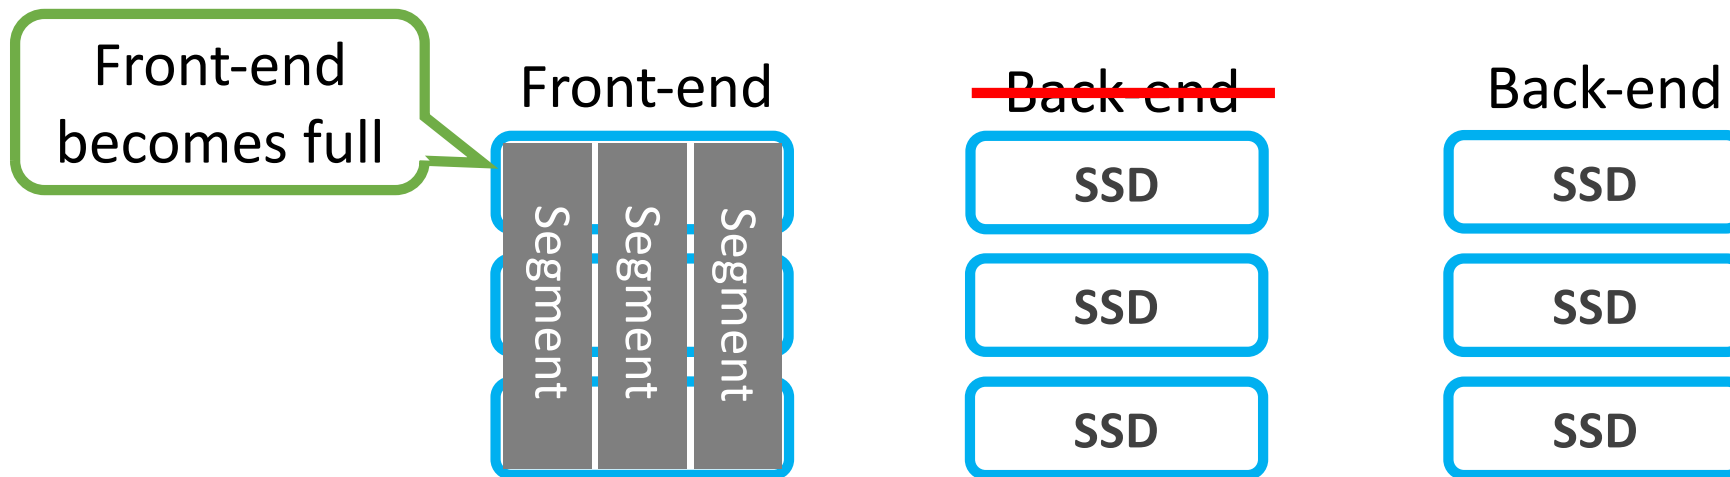 Front-end
becomes full
Front-end
Back-end
Back-end
Segment
Segment
Segment
SSD
SSD
SSD
SSD
SSD
SSD